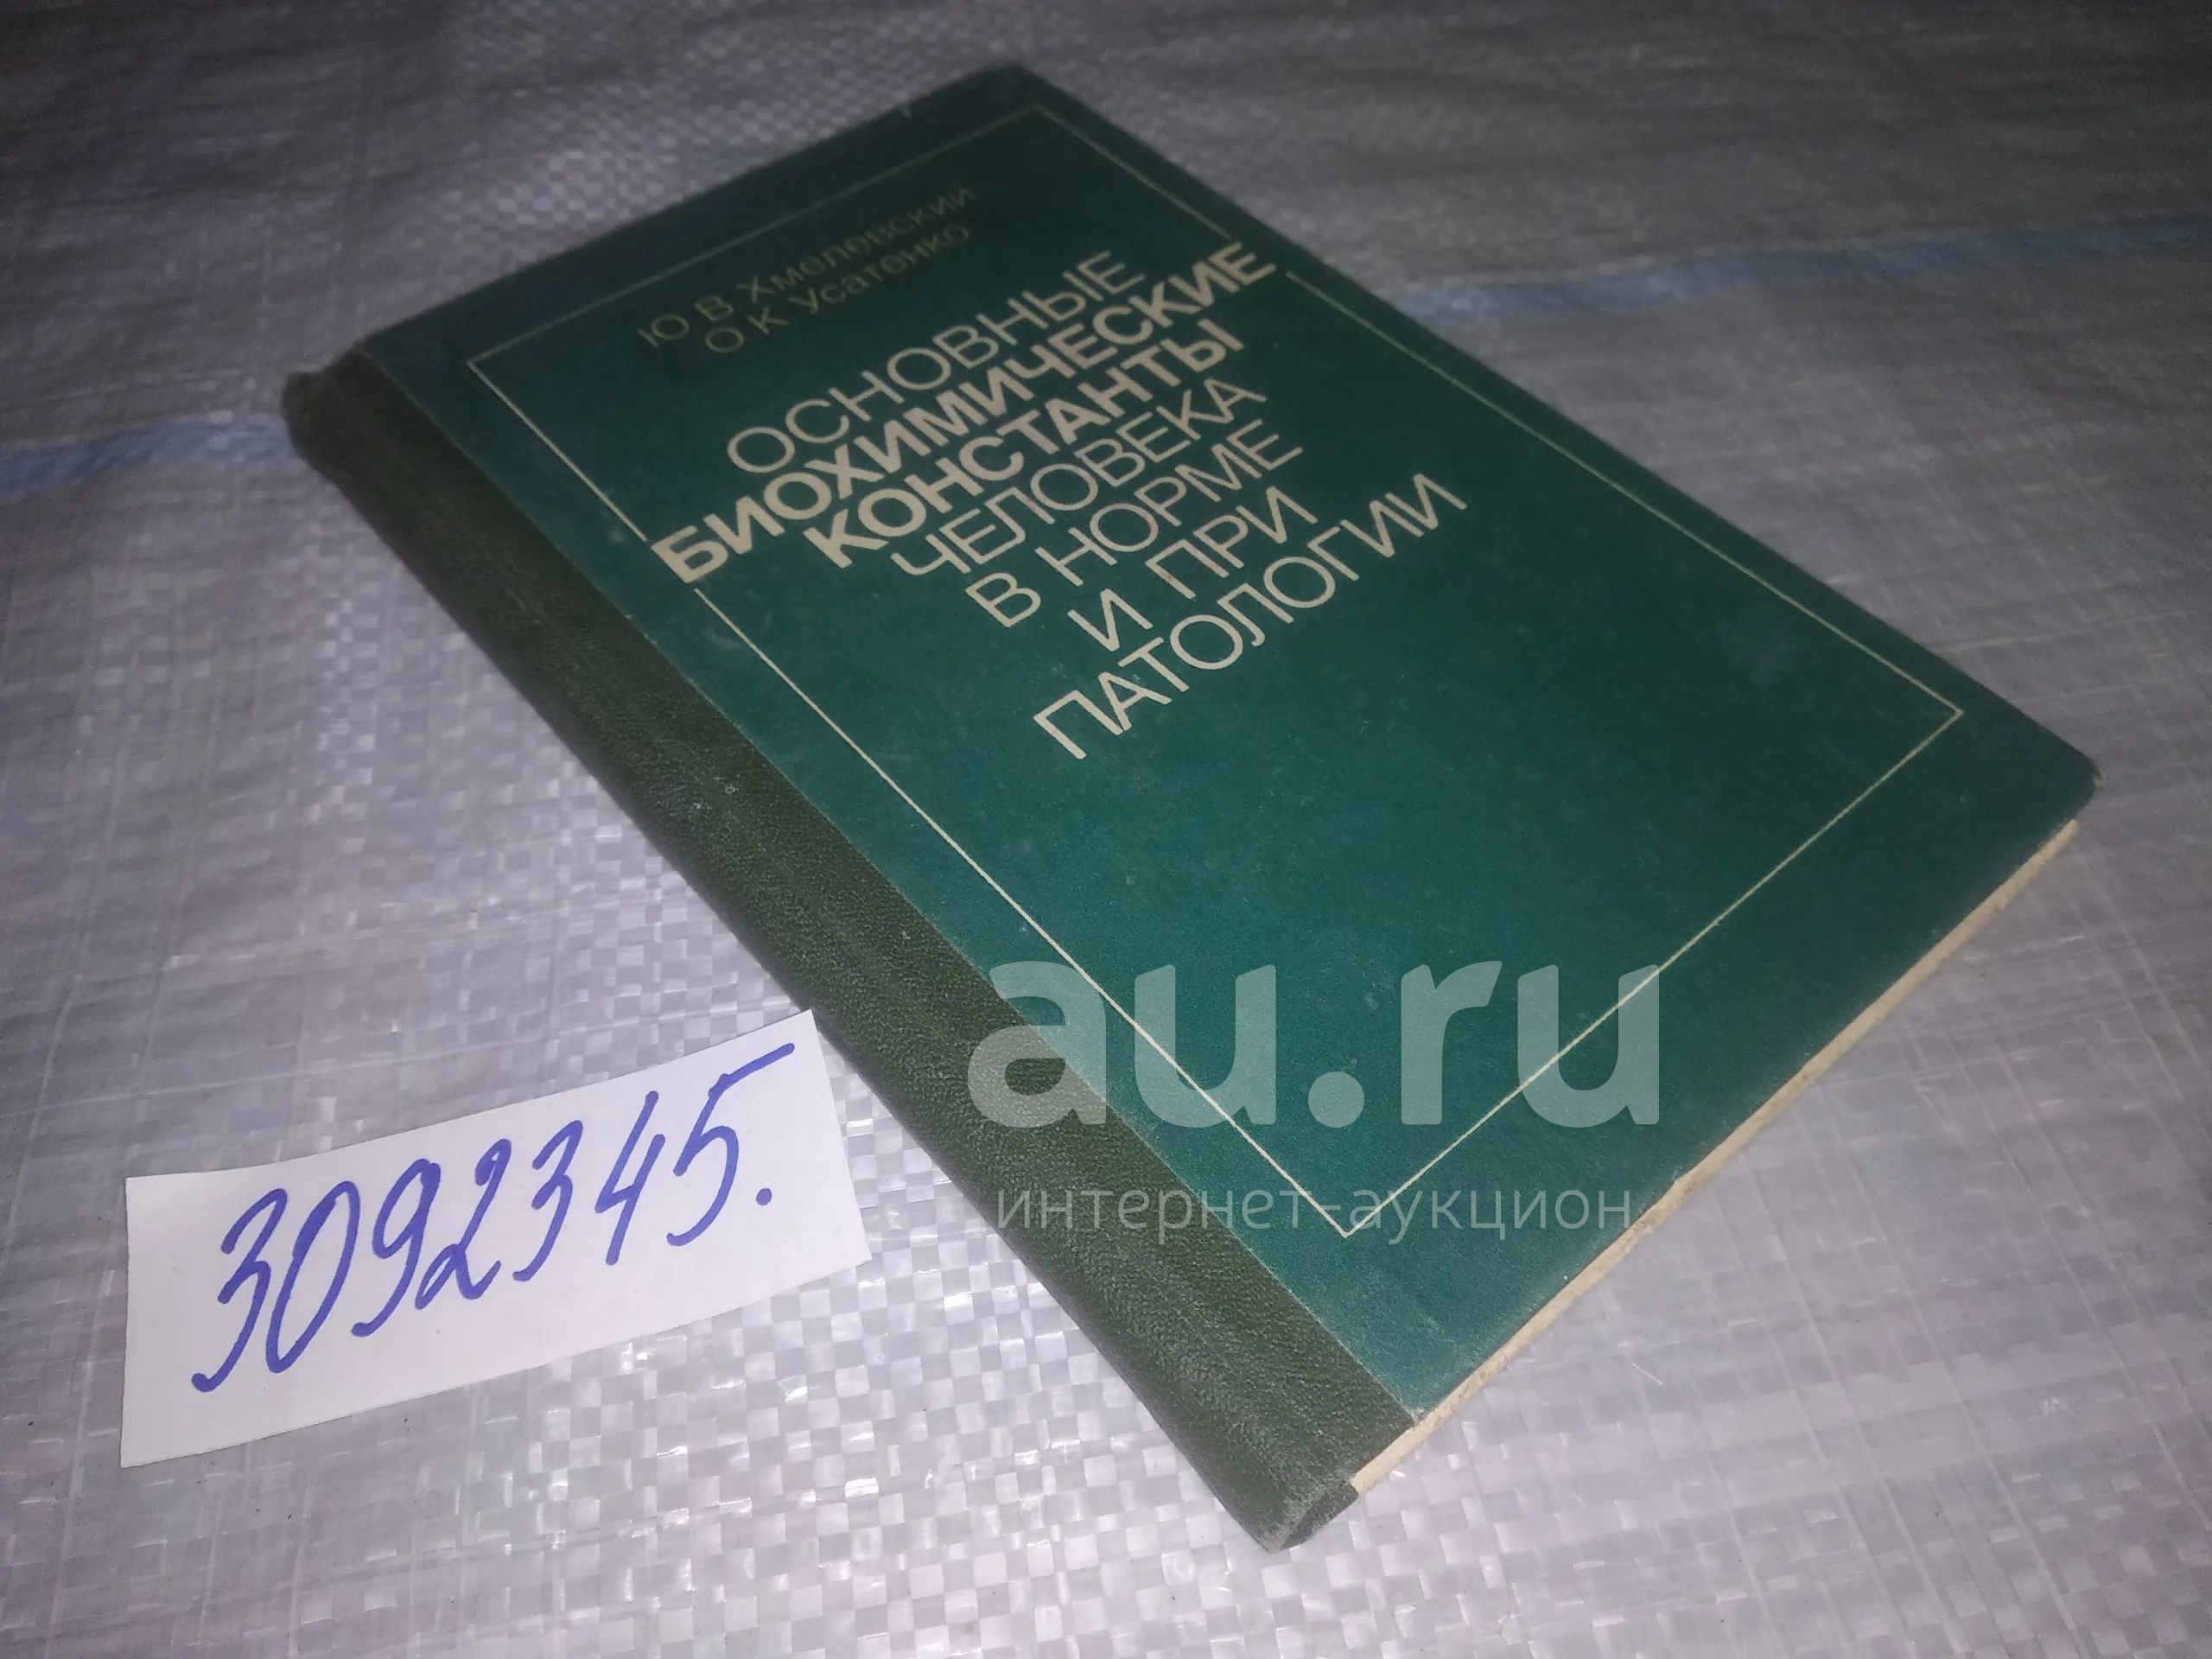 Ю В Хмелевский
О К Усатенко
ОСНОВНЫЕ
БИОХИМИЧЕСКИЕ
КОНСТАНТЫ
ЧЕЛОВЕКА
В НОРМЕ
И ПРИ
ПАТОЛОГИИ
au.ru
интернет-аукцион
3092345.